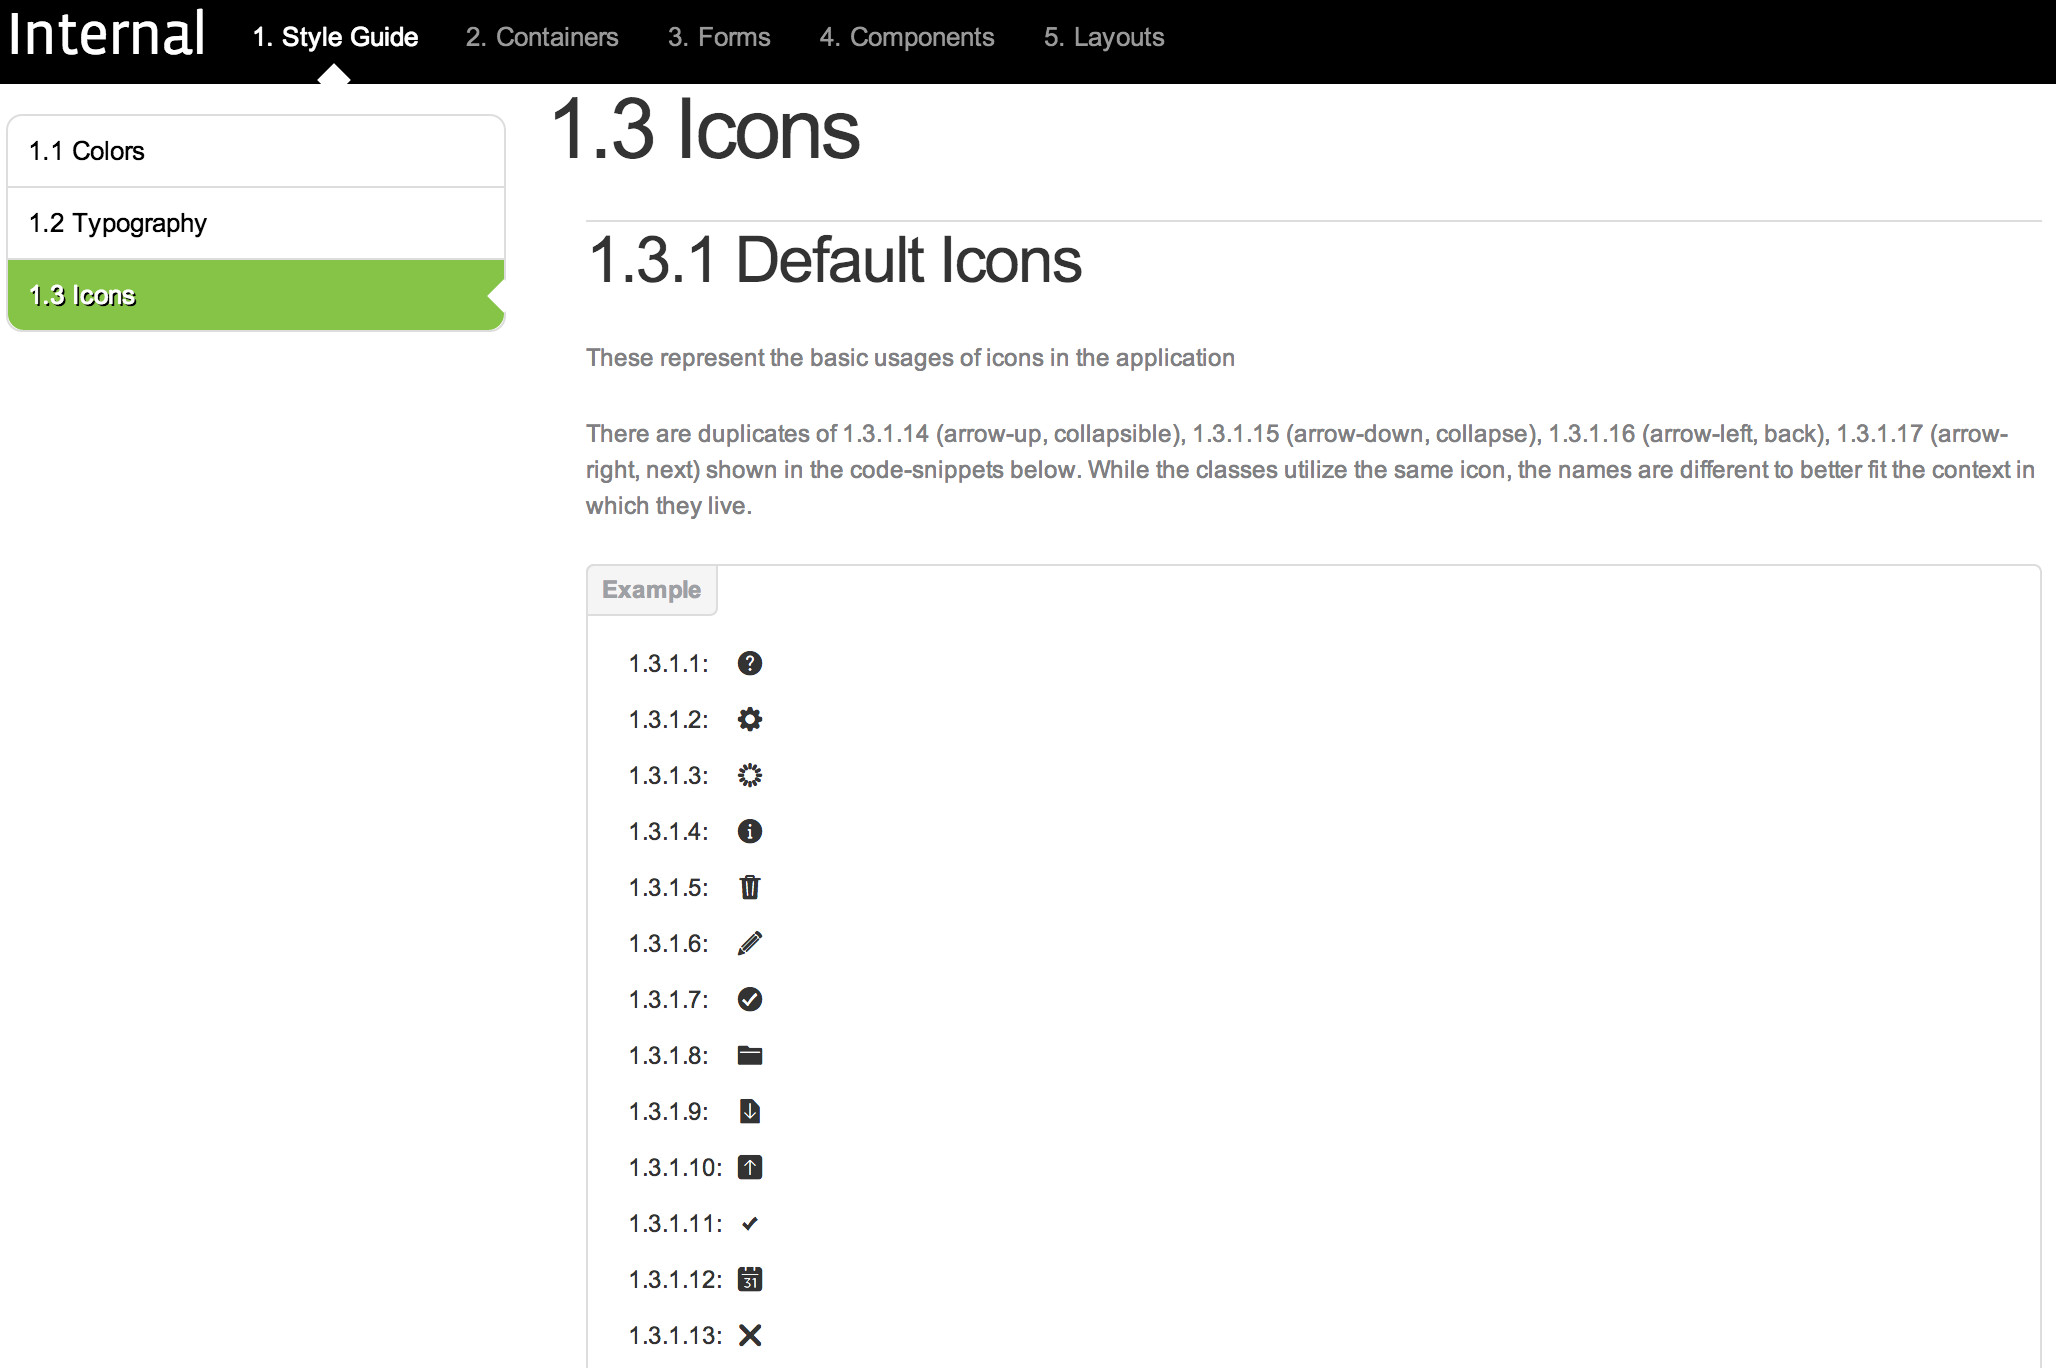 Internal 1. Style Guide 2. Containers 3. Forms 4. Components 5. Layouts
1.1 Colors
1.2 Typography
1.3 Icons
1.3 Icons
1.3.1 Default Icons
These represent the basic usages of icons in the application
There are duplicates of 1.3.1.14 (arrow-up, collapsible), 1.3.1.15 (arrow-down, collapse), 1.3.1.16 (arrow-left, back), 1.3.1.17 (arrow-
right, next) shown in the code-snippets below. While the classes utilize the same icon, the names are different to better fit the context in
which they live.
Example
1.3.1.1: ?
1.3.1.2:
1.3.1.3:
1.3.1.4: i
1.3.1.5:
1.3.1.6:
1.3.1.7:
1.3.1.8:
1.3.1.9:
1.3.1.10:
1.3.1.11:
1.3.1.12: 31
1.3.1.13: